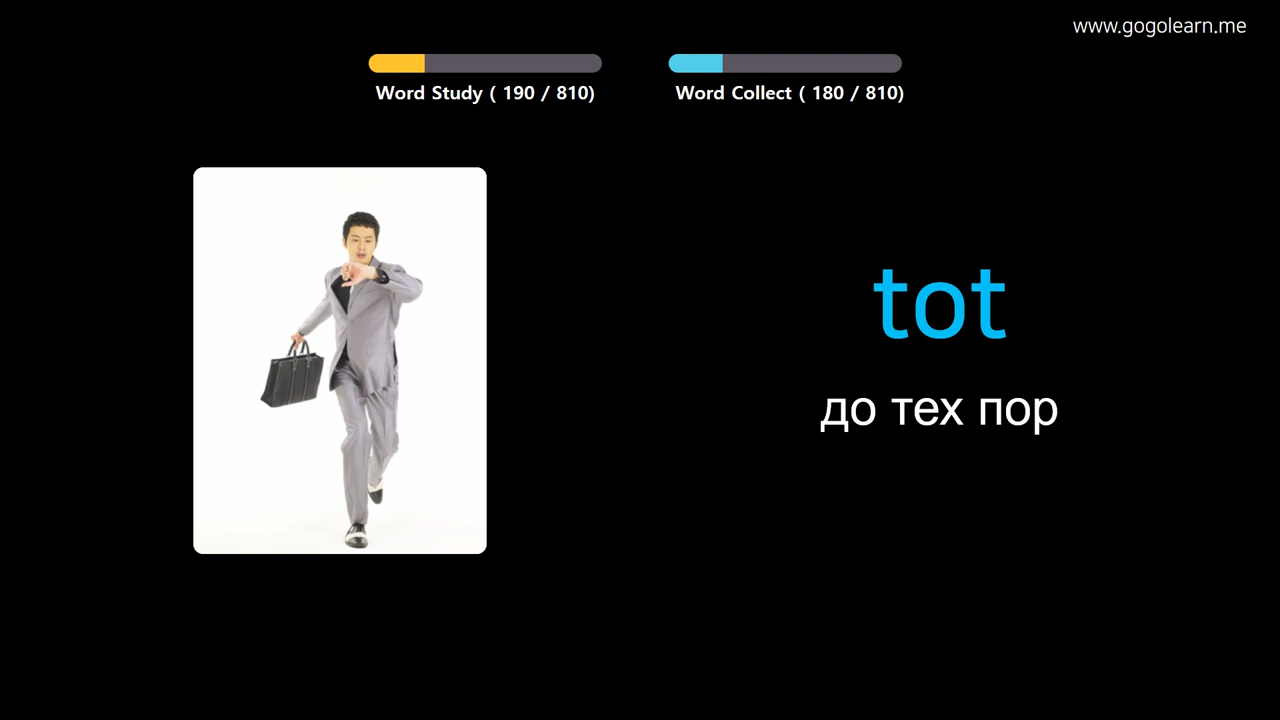 www.gogolearn.me
Word Study ( 190 / 810)
Word Collect ( 180 / 810)
tot
до тех пор